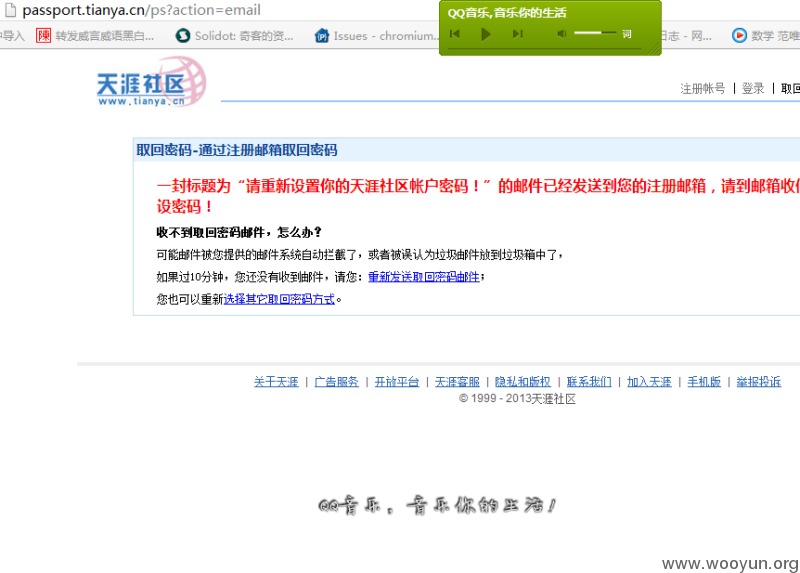 passport.tianya.cn/ps?action=email
QQ音乐,音乐你的生活
词
中导入 陳 转发威言威语黑白... Solidot: 奇客的资... Issues - chromium... 日志 - 网... 数学 范唯
天涯社区
www.tianya.cn
注册帐号 | 登录 | 取回
取回密码-通过注册邮箱取回密码
一封标题为“请重新设置你的天涯社区帐户密码！”的邮件已经发送到您的注册邮箱，请到邮箱收信
设密码！
收不到取回密码邮件，怎么办？
可能邮件被您提供的邮件系统自动拦截了，或者被误认为垃圾邮件放到垃圾箱中了，
如果过10分钟，您还没有收到邮件，请您：重新发送取回密码邮件；
您也可以重新选择其它取回密码方式。
关于天涯 | 广告服务 | 开放平台 | 天涯客服 | 隐私和版权 | 联系我们 | 加入天涯 | 手机版 | 举报投诉
© 1999 - 2013天涯社区
QQ音乐，音乐你的生活！
www.wooyun.org